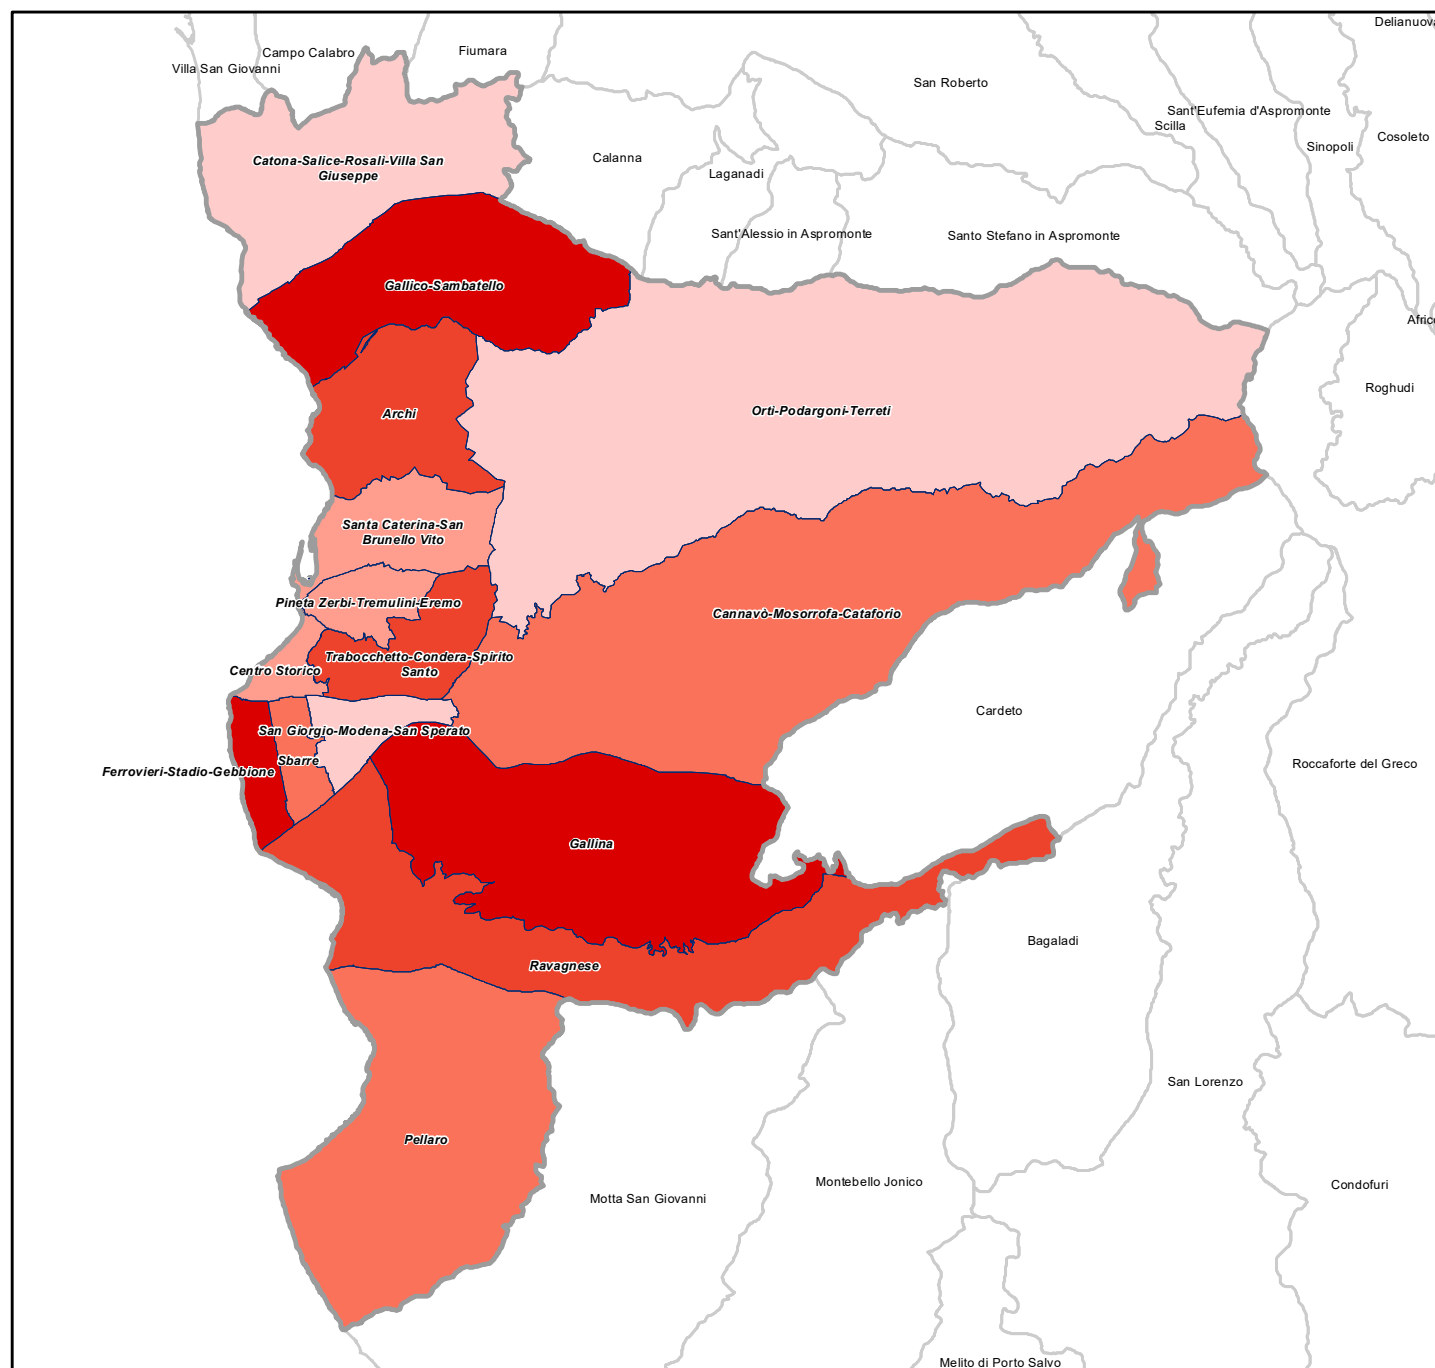 Delianuova
Fiumara
Campo Calabro
Villa San Giovanni
San Roberto
Sant'Eufemia d'Aspromonte
Scilla
Cosoleto
Sinopoli
Calanna
Catona-Salice-Rosali-Villa San
Giuseppe
Laganadi
Sant'Alessio in Aspromonte
Santo Stefano in Aspromonte
Gallico-Sambatello
Africo
Roghudi
Orti-Podargoni-Terreti
Archi
Santa Caterina-San
Brunello Vito
Pineta Zerbi-Tremulini-Eremo
Cannavò-Mosorrofa-Cataforio
Trabocchetto-Condera-Spirito
Santo
Centro Storico
Cardeto
San Giorgio-Modena-San Sperato
Sbarre
Ferrovieri-Stadio-Gebbione
Roccaforte del Greco
Gallina
Bagaladi
Ravagnese
San Lorenzo
Pellaro
Montebello Jonico
Condofuri
Motta San Giovanni
Melito di Porto Salvo